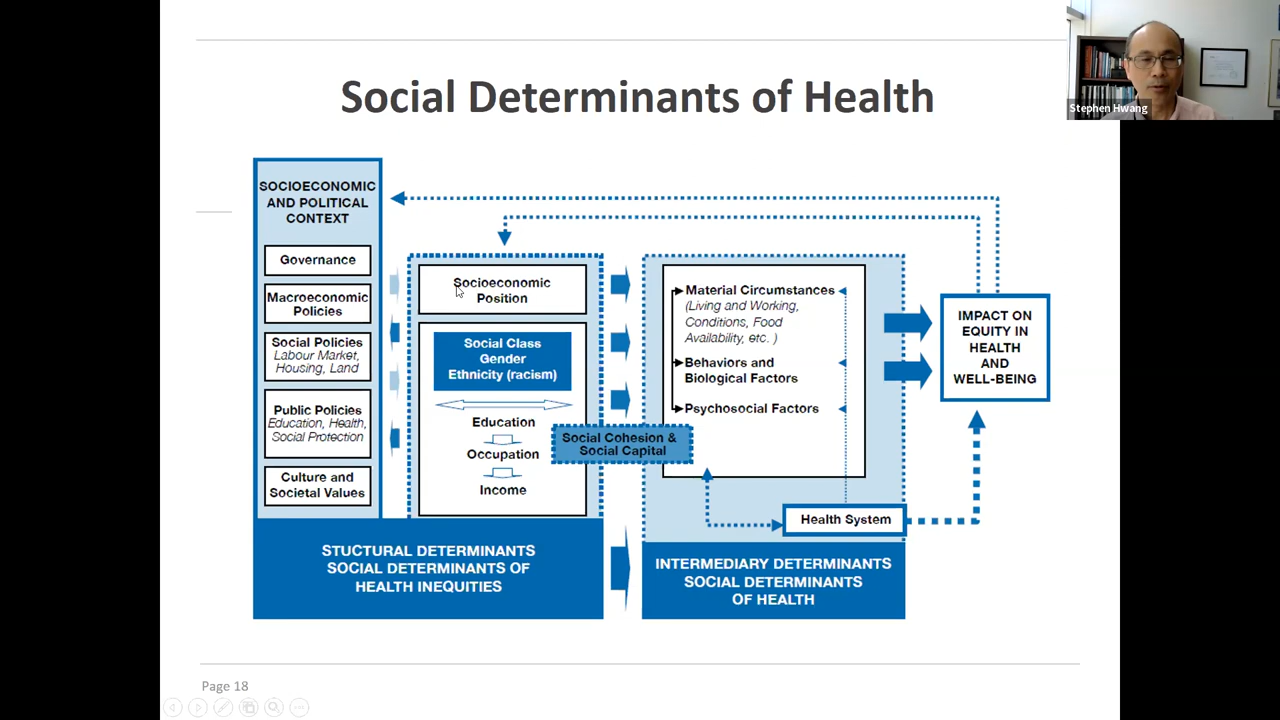 Social Determinants of Health
Stephen Hwang
SOCIOECONOMIC
AND POLITICAL
CONTEXT
Governance
Macroeconomic
Policies
Social Policies
Labour Market,
Housing, Land
Public Policies
Education, Health,
Social Protection
Culture and
Societal Values
Socioeconomic
Position
Social Class
Gender
Ethnicity (racism)
Education
Occupation
Income
Social Cohesion &
Social Capital
Material Circumstances
(Living and Working,
Conditions, Food
Availability, etc. )
Behaviors and
Biological Factors
Psychosocial Factors
Health System
IMPACT ON
EQUITY IN
HEALTH
AND
WELL-BEING
STUCTURAL DETERMINANTS
SOCIAL DETERMINANTS OF
HEALTH INEQUITIES
INTERMEDIARY DETERMINANTS
SOCIAL DETERMINANTS
OF HEALTH
Page 18